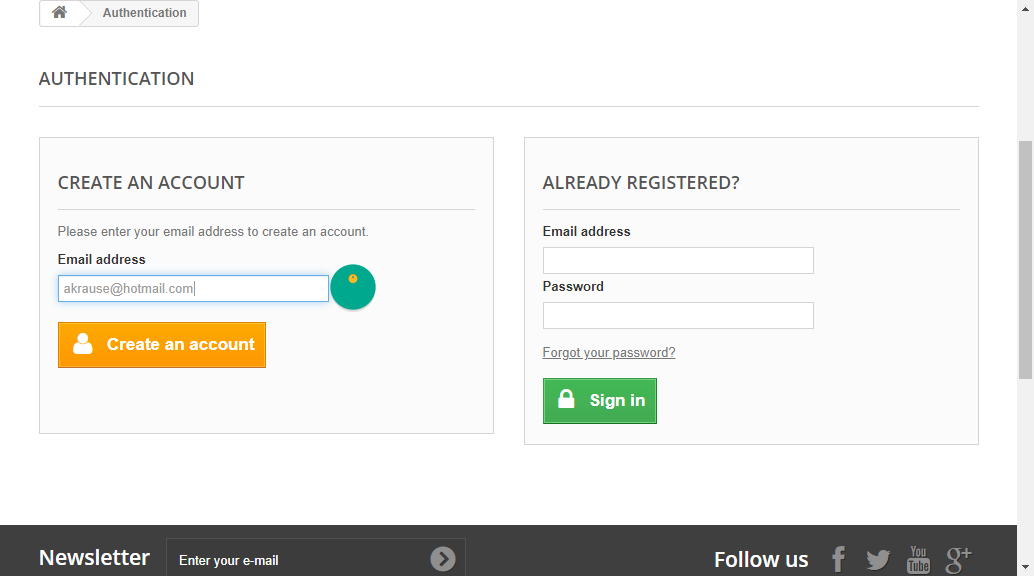 Authentication
AUTHENTICATION
CREATE AN ACCOUNT
Please enter your email address to create an account.
Email address
akrause@hotmail.com
Create an account
ALREADY REGISTERED?
Email address
Password
Forgot your password?
Sign in
Newsletter
Enter your e-mail
Follow us
You
Tube
g+